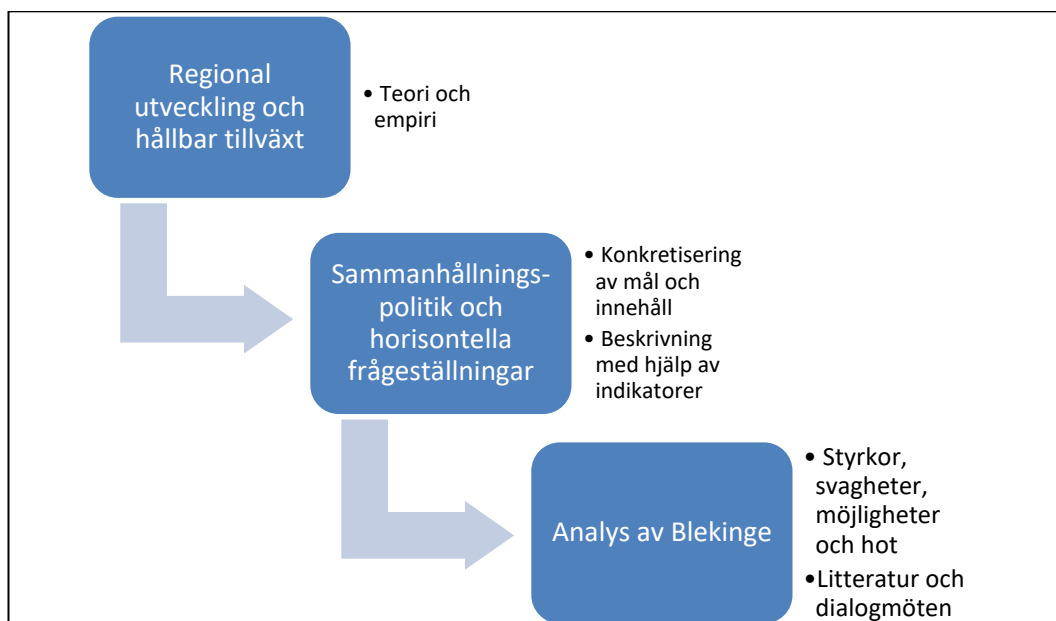 Regional
utveckling och
hållbar tillväxt
• Teori och
empiri
Sammanhållnings-
politik och
horisontella
frågeställningar
• Konkretisering
av mål och
innehåll
• Beskrivning
med hjälp av
indikatorer
Analys av Blekinge
• Styrkor,
svagheter,
möjligheter
och hot
•Litteratur och
dialogmöten